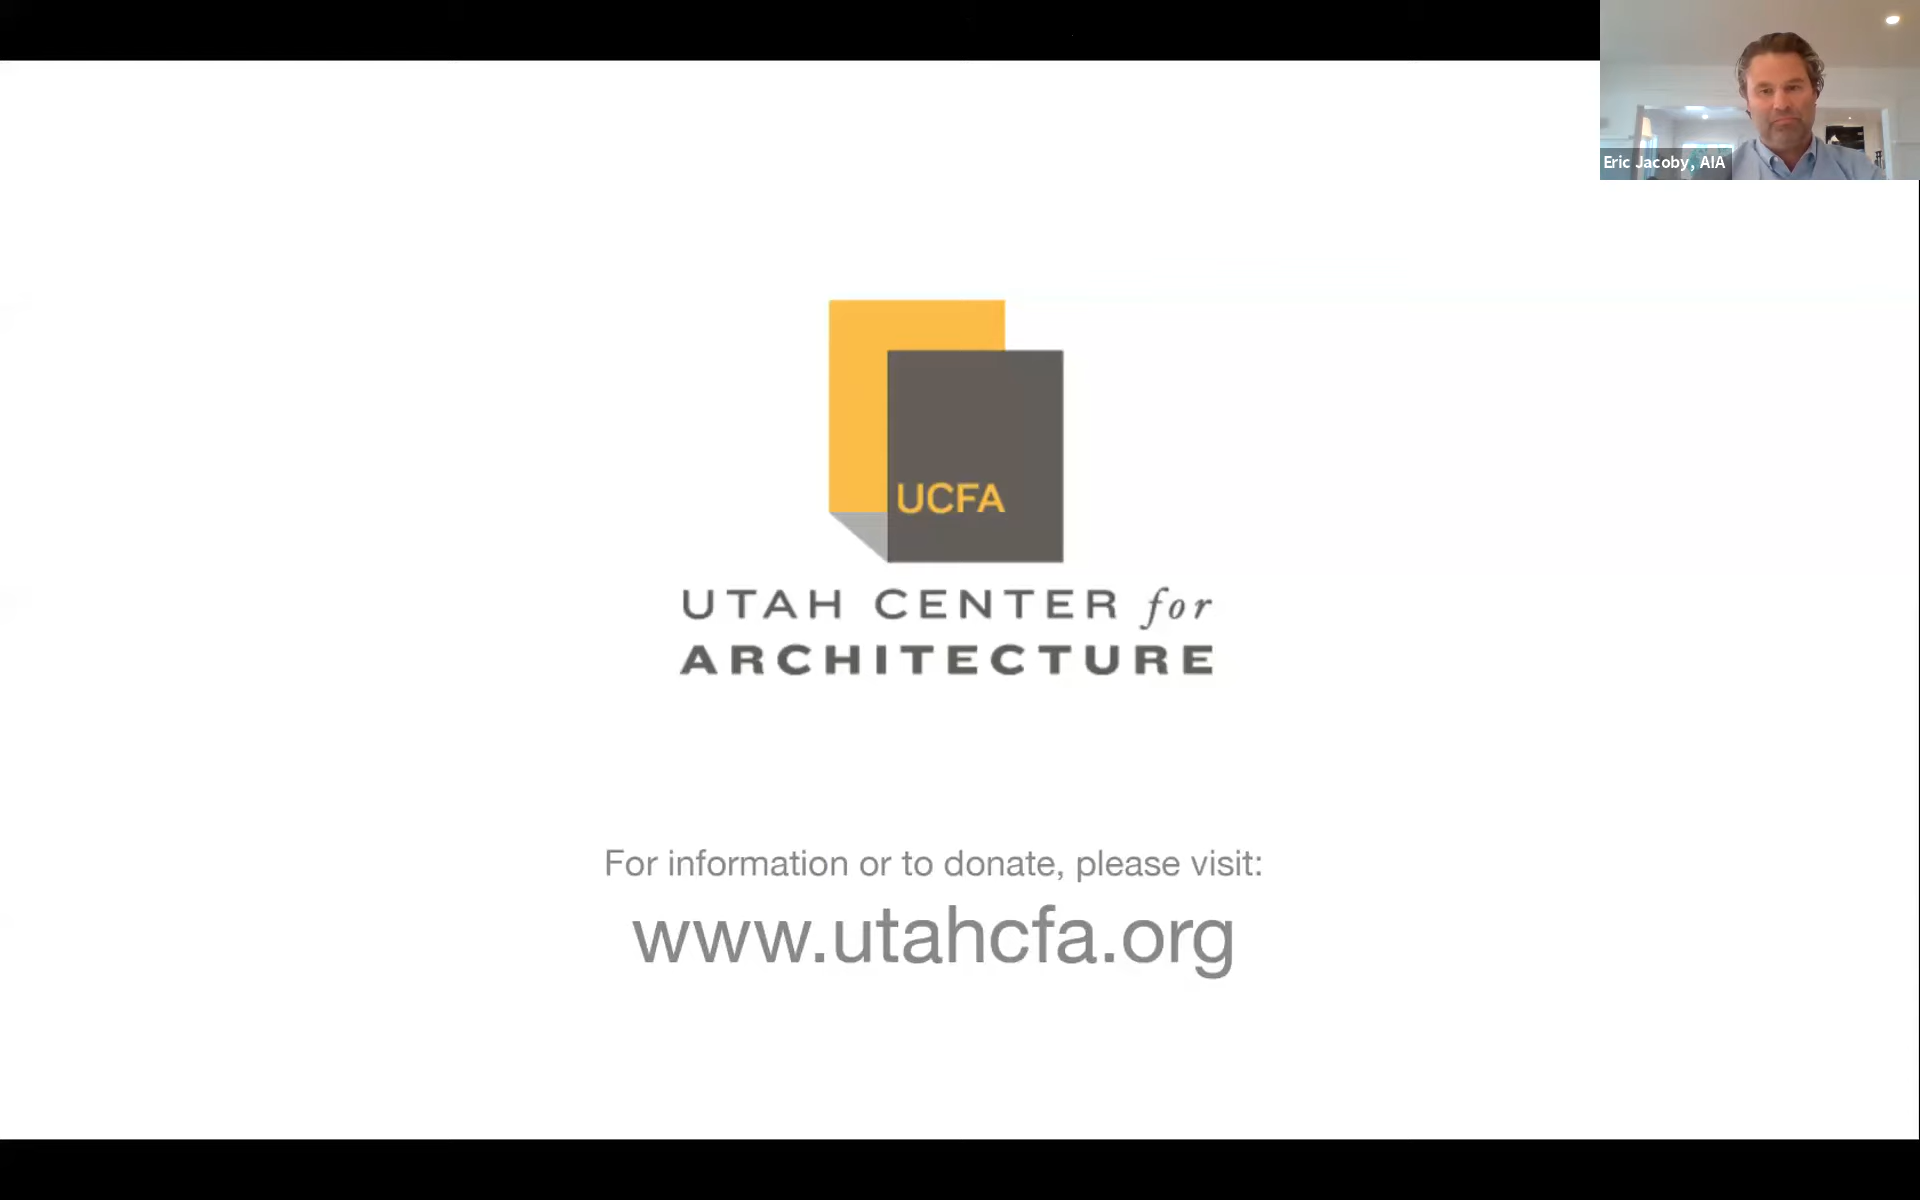 Eric Jacoby, AIA
UCFA
UTAH CENTER for
ARCHITECTURE
For information or to donate, please visit:
www.utahcfa.org